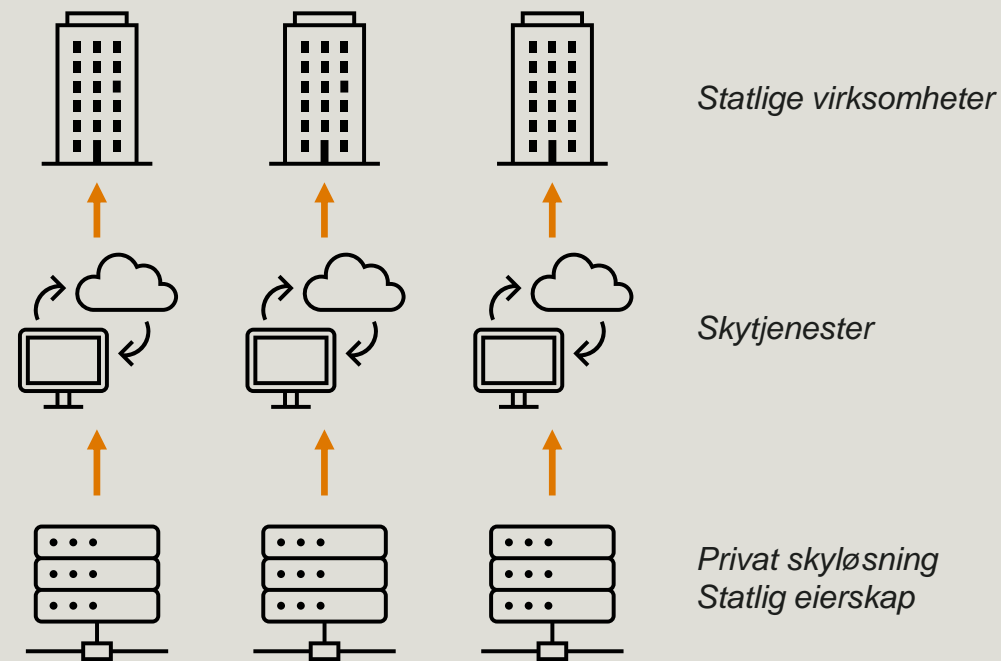 Statlige virksomheter
Skytjenester
Privat skyløsning
Statlig eierskap